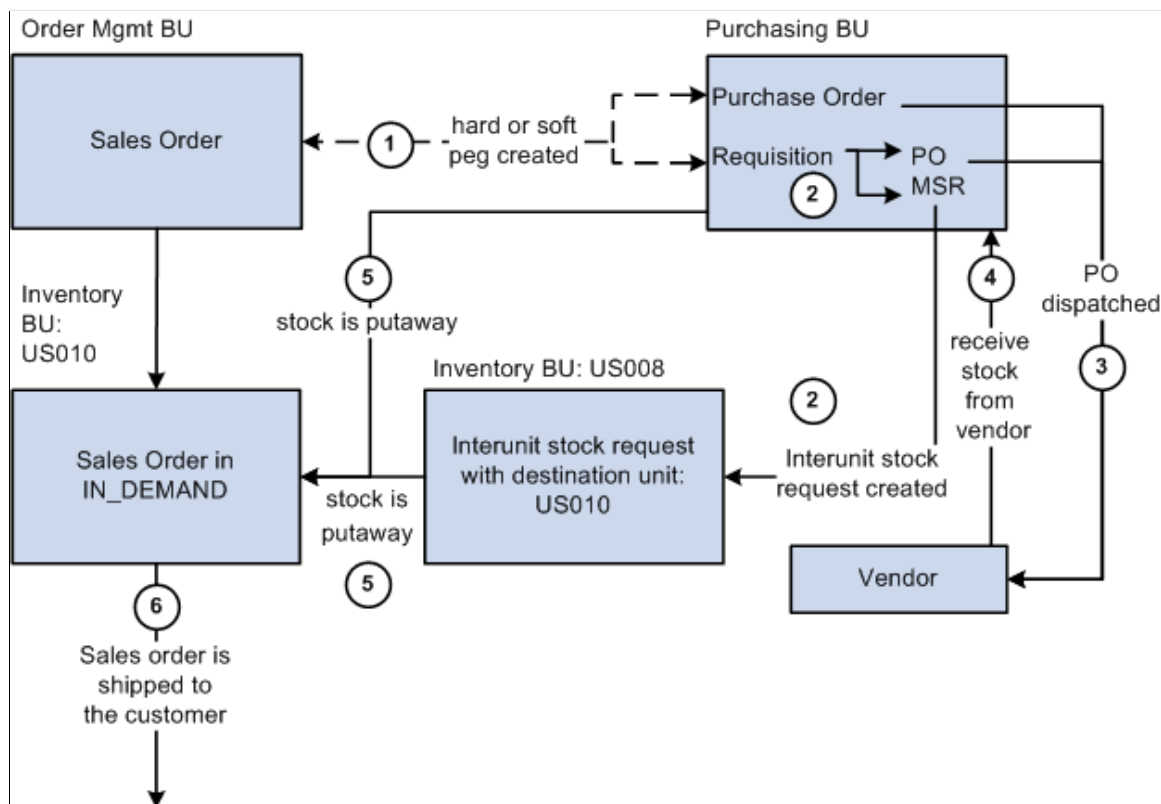 Order Mgmt BU
Purchasing BU
Sales Order
1
hard or soft
peg created
Purchase Order
Requisition
PO
MSR
2
Inventory
BU:
US010
5
stock is putaway
4
receive
stock
from
vendor
PO
dispatched
3
Inventory BU: US008
2
Sales Order in
IN_DEMAND
stock is
putaway
5
Interunit stock request
with destination unit:
US010
Interunit stock
request created
Vendor
6
Sales order is
shipped to
the customer